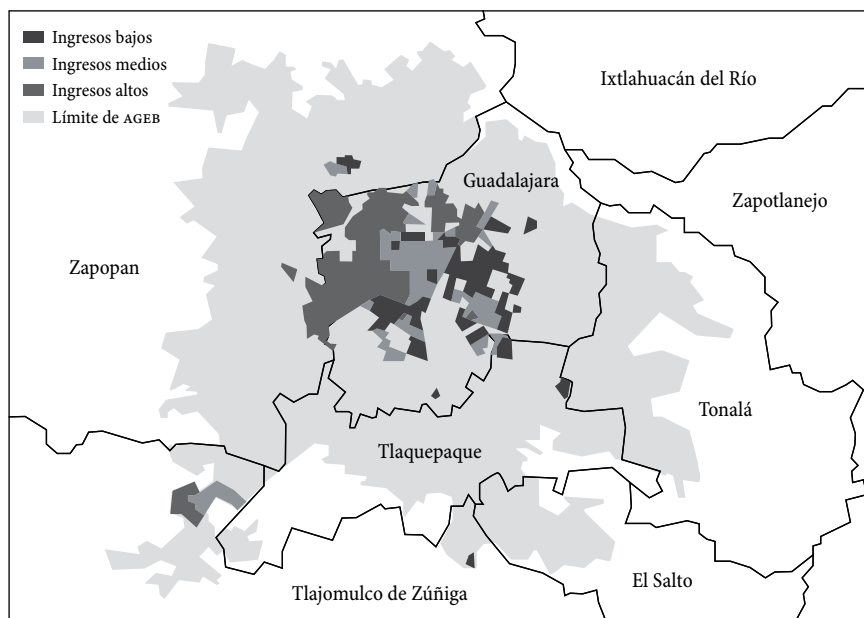 Ingresos bajos
Ingresos medios
Ingresos altos
Límite de AGEB
Ixtlahuacán del Río
Guadalajara
Zapotlanejo
Zapopan
Tonalá
Tlaquepaque
El Salto
Tlajomulco de Zúñiga